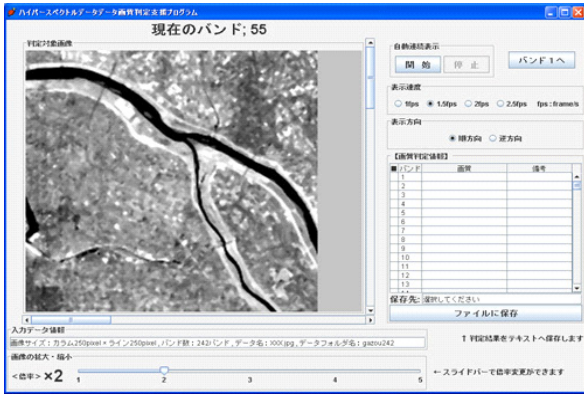 ハイパースペクトルデータデータ画質判定支援プログラム
現在のバンド; 55
判定対象画像
自動連続表示
開 始
停 止
バンド1へ
表示速度
1fps 1.5fps 2fps 2.5fps fps:frame/s
表示方向
順方向 逆方向
【画質判定情報】
■ バンド 画質 備考
1
2
3
4
5
6
7
8
9
10
11
12
13
保存先: 選択してください
ファイルに保存
入力データ情報
画像サイズ:カラム250pixel×ライン250pixel,バンド数:242バンド,データ名:XXX.jpg,データフォルダ名:gazou242
↑判定結果をテキストへ保存します
画像の拡大・縮小
<倍率> ×2
1 2 3 4 5
←スライドバーで倍率変更ができます